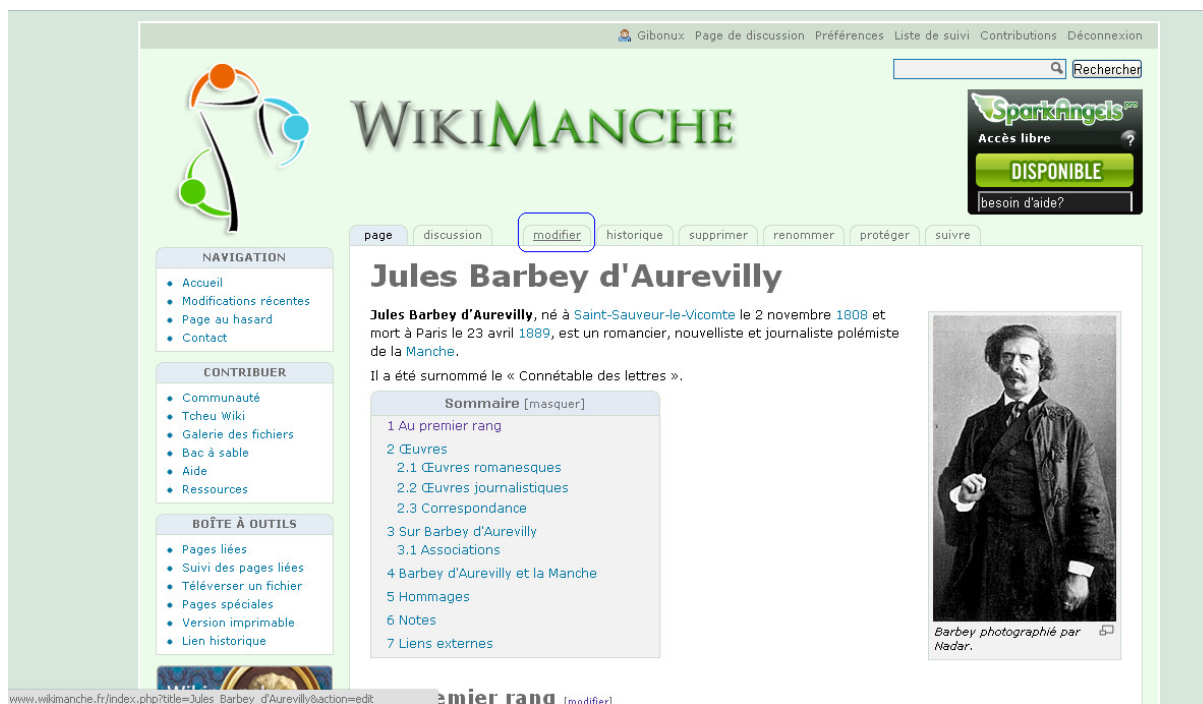 Gibonux Page de discussion Préférences Liste de suivi Contributions Déconnexion
Rechercher
WIKIMANCHE
SparkAngels pro
Accès libre ?
DISPONIBLE
besoin d'aide?
page discussion modifier historique supprimer renommer protéger suivre
NAVIGATION
Accueil
Modifications récentes
Page au hasard
Contact
CONTRIBUER
Communauté
Tcheu Wiki
Galerie des fichiers
Bac à sable
Aide
Ressources
BOÎTE À OUTILS
Pages liées
Suivi des pages liées
Téléverser un fichier
Pages spéciales
Version imprimable
Lien historique
Jules Barbey d'Aurevilly
Jules Barbey d'Aurevilly, né à Saint-Sauveur-le-Vicomte le 2 novembre 1808 et
mort à Paris le 23 avril 1889, est un romancier, nouvelliste et journaliste polémiste
de la Manche.
Il a été surnommé le « Connétable des lettres ».
Sommaire [masquer]
1 Au premier rang
2 Œuvres
2.1 Œuvres romanesques
2.2 Œuvres journalistiques
2.3 Correspondance
3 Sur Barbey d'Aurevilly
3.1 Associations
4 Barbey d'Aurevilly et la Manche
5 Hommages
6 Notes
7 Liens externes
Barbey photographié par
Nadar.
emier rang [modifier]
www.wikimanche.fr/index.php?title=Jules_Barbey_d'Aurevilly&action=edit